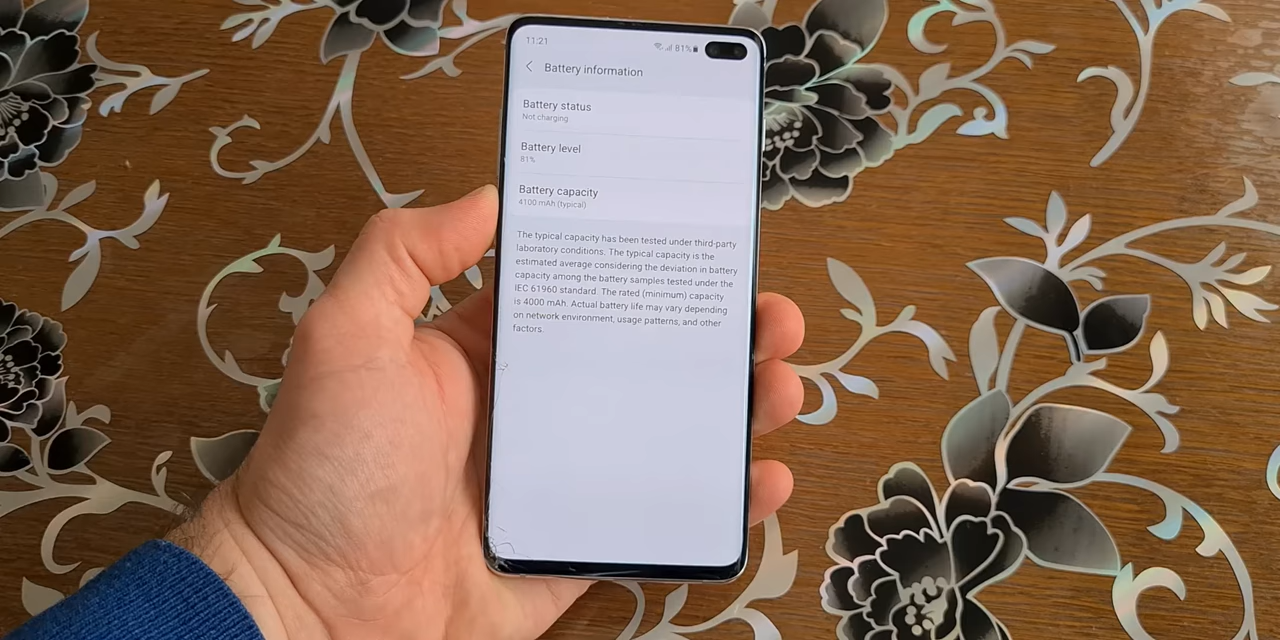 11:21
81%
Battery information
Battery status
Not charging
Battery level
81%
Battery capacity
4100 mAh (typical)
The typical capacity has been tested under third-party
laboratory conditions. The typical capacity is the
estimated average considering the deviation in battery
capacity among the battery samples tested under the
IEC 61960 standard. The rated (minimum) capacity
is 4000 mAh. Actual battery life may vary depending
on network environment, usage patterns, and other
factors.